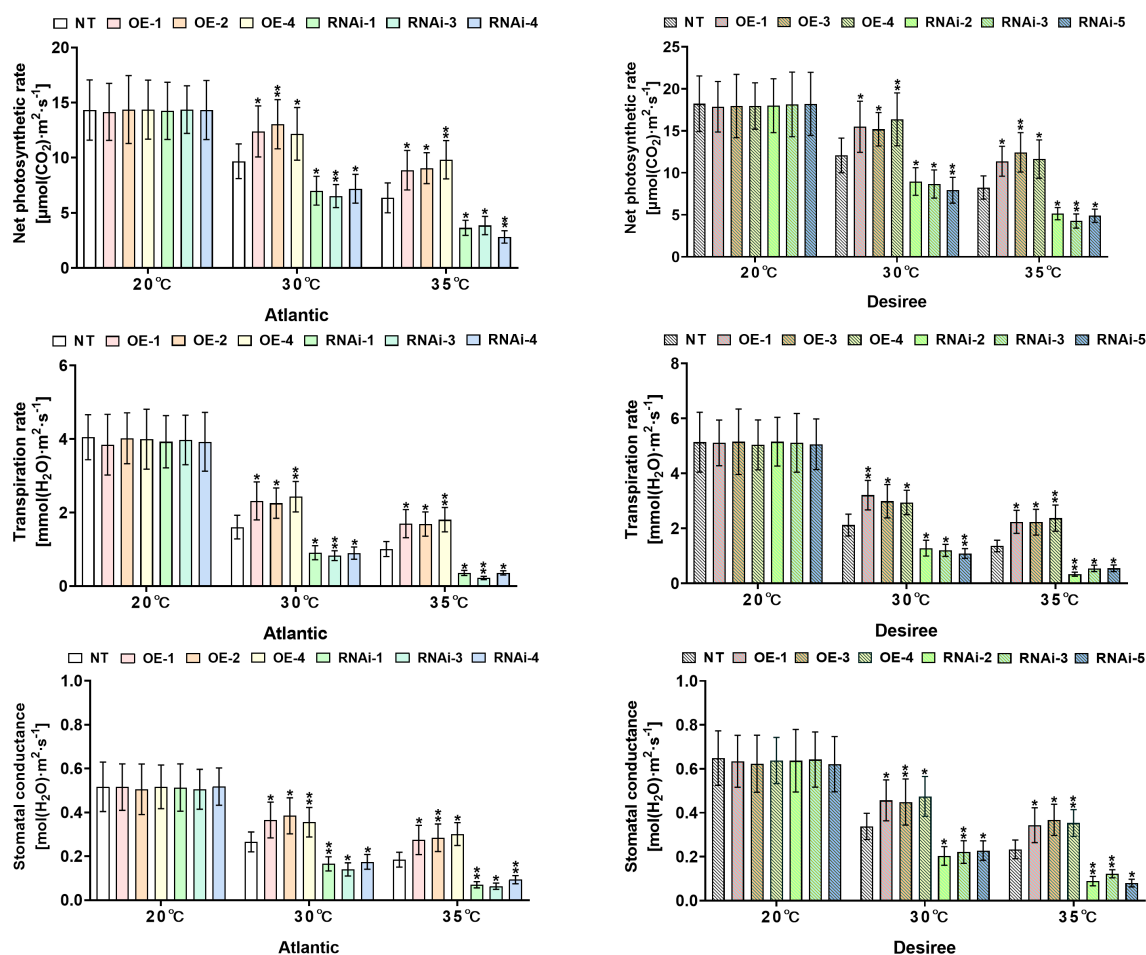 NT OE-1 OE-2 OE-4 RNAi-1 RNAi-3 RNAi-4
Net photosynthetic rate
[μmol(CO₂)·m²·s⁻¹]
20
15
10
5
0
* ** * * ** * * * ** * * **
20°C 30°C 35°C
Atlantic
NT OE-1 OE-3 OE-4 RNAi-2 RNAi-3 RNAi-5
Net photosynthetic rate
[μmol(CO₂)·m²·s⁻¹]
25
20
15
10
5
0
* * ** * * ** * ** * * ** *
20°C 30°C 35°C
Desiree
NT OE-1 OE-2 OE-4 RNAi-1 RNAi-3 RNAi-4
Transpiration rate
[mmol(H₂O)·m²·s⁻¹]
6
4
2
0
* * ** * ** * * * ** * ** *
20°C 30°C 35°C
Atlantic
NT OE-1 OE-3 OE-4 RNAi-2 RNAi-3 RNAi-5
Transpiration rate
[mmol(H₂O)·m²·s⁻¹]
8
6
4
2
0
** * * * * ** * * ** ** * *
20°C 30°C 35°C
Desiree
NT OE-1 OE-2 OE-4 RNAi-1 RNAi-3 RNAi-4
Stomatal conductance
[mol(H₂O)·m²·s⁻¹]
1.0
0.8
0.6
0.4
0.2
0.0
* * ** ** * * * ** * ** * **
20°C 30°C 35°C
Atlantic
NT OE-1 OE-3 OE-4 RNAi-2 RNAi-3 RNAi-5
Stomatal conductance
[mol(H₂O)·m²·s⁻¹]
1.0
0.8
0.6
0.4
0.2
0.0
* ** * * ** * * * ** ** ** *
20°C 30°C 35°C
Desiree